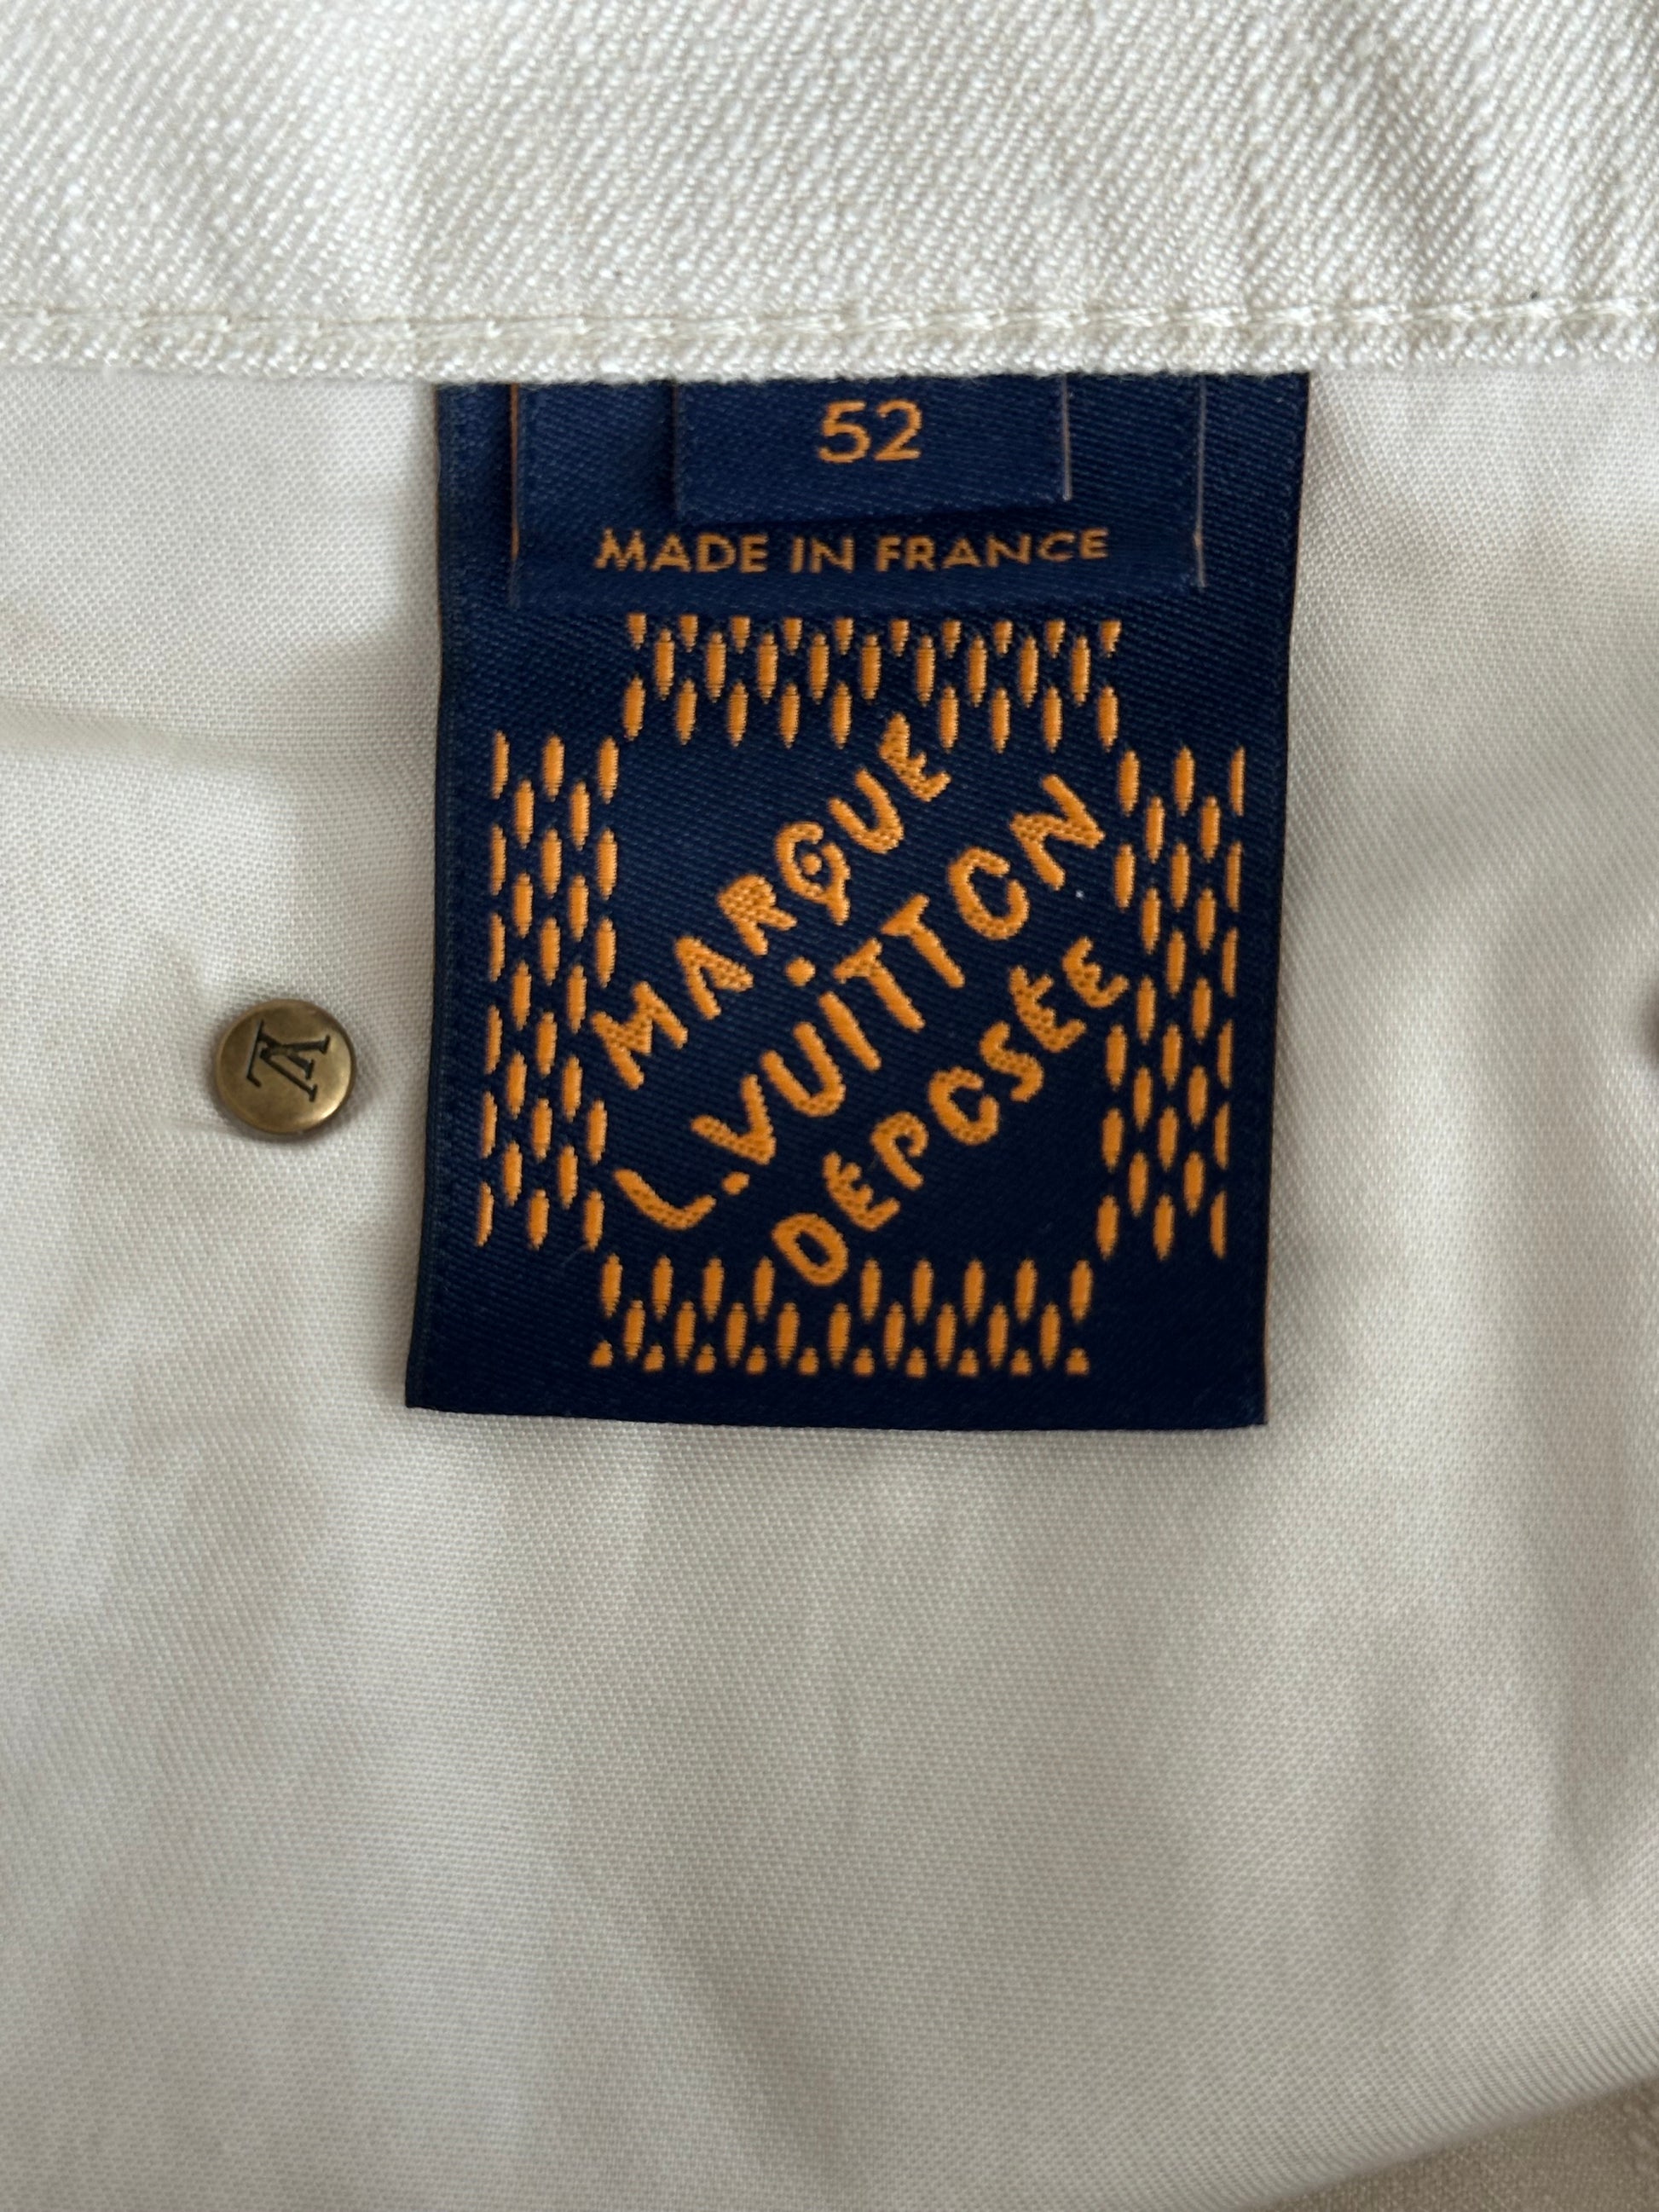 52
MADE IN FRANCE
MARQUE
L.VUITTON
DÉPOSÉE
LV